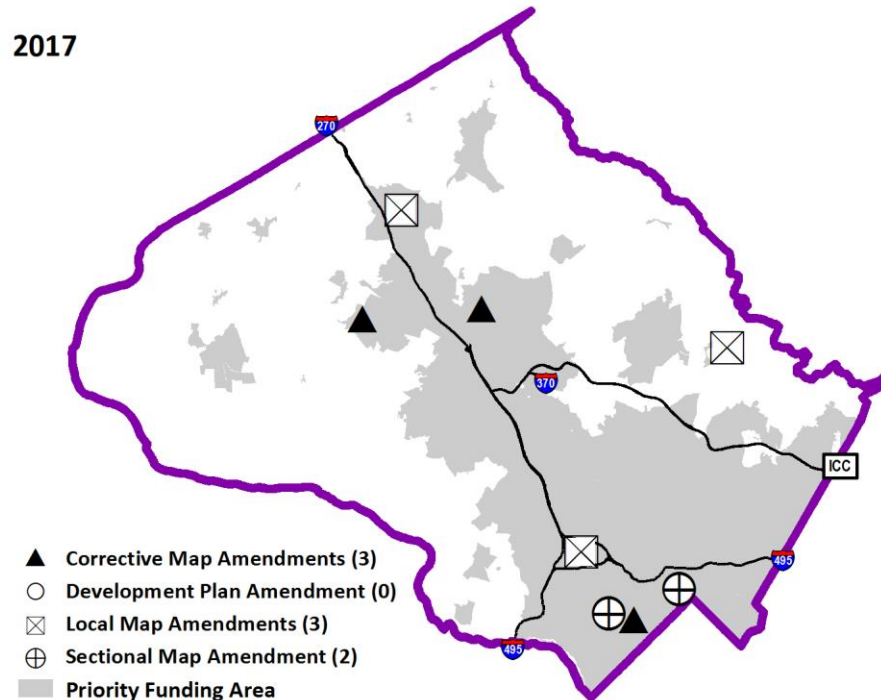 2017
270
370
ICC
495
495
Corrective Map Amendments (3)
Development Plan Amendment (0)
Local Map Amendments (3)
Sectional Map Amendment (2)
Priority Funding Area